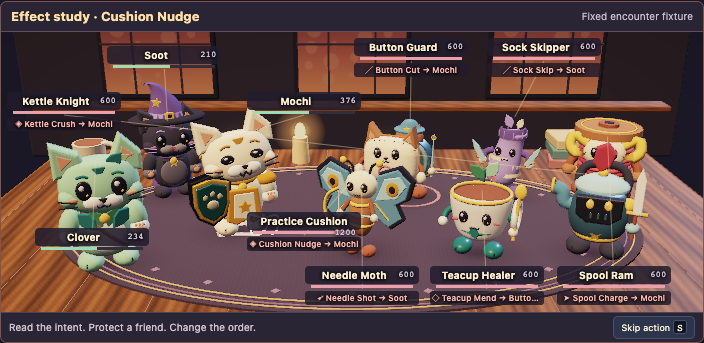 Effect study · Cushion Nudge
Fixed encounter fixture
Soot 210
Button Guard 600
Button Cut → Mochi
Sock Skipper 600
Sock Skip → Soot
Kettle Knight 600
Kettle Crush → Mochi
Mochi 376
Practice Cushion
1200
Cushion Nudge → Mochi
Clover 234
Needle Moth 600
Needle Shot → Soot
Teacup Healer 600
Teacup Mend → Butto...
Spool Ram 600
Spool Charge → Mochi
Read the intent. Protect a friend. Change the order.
Skip action S